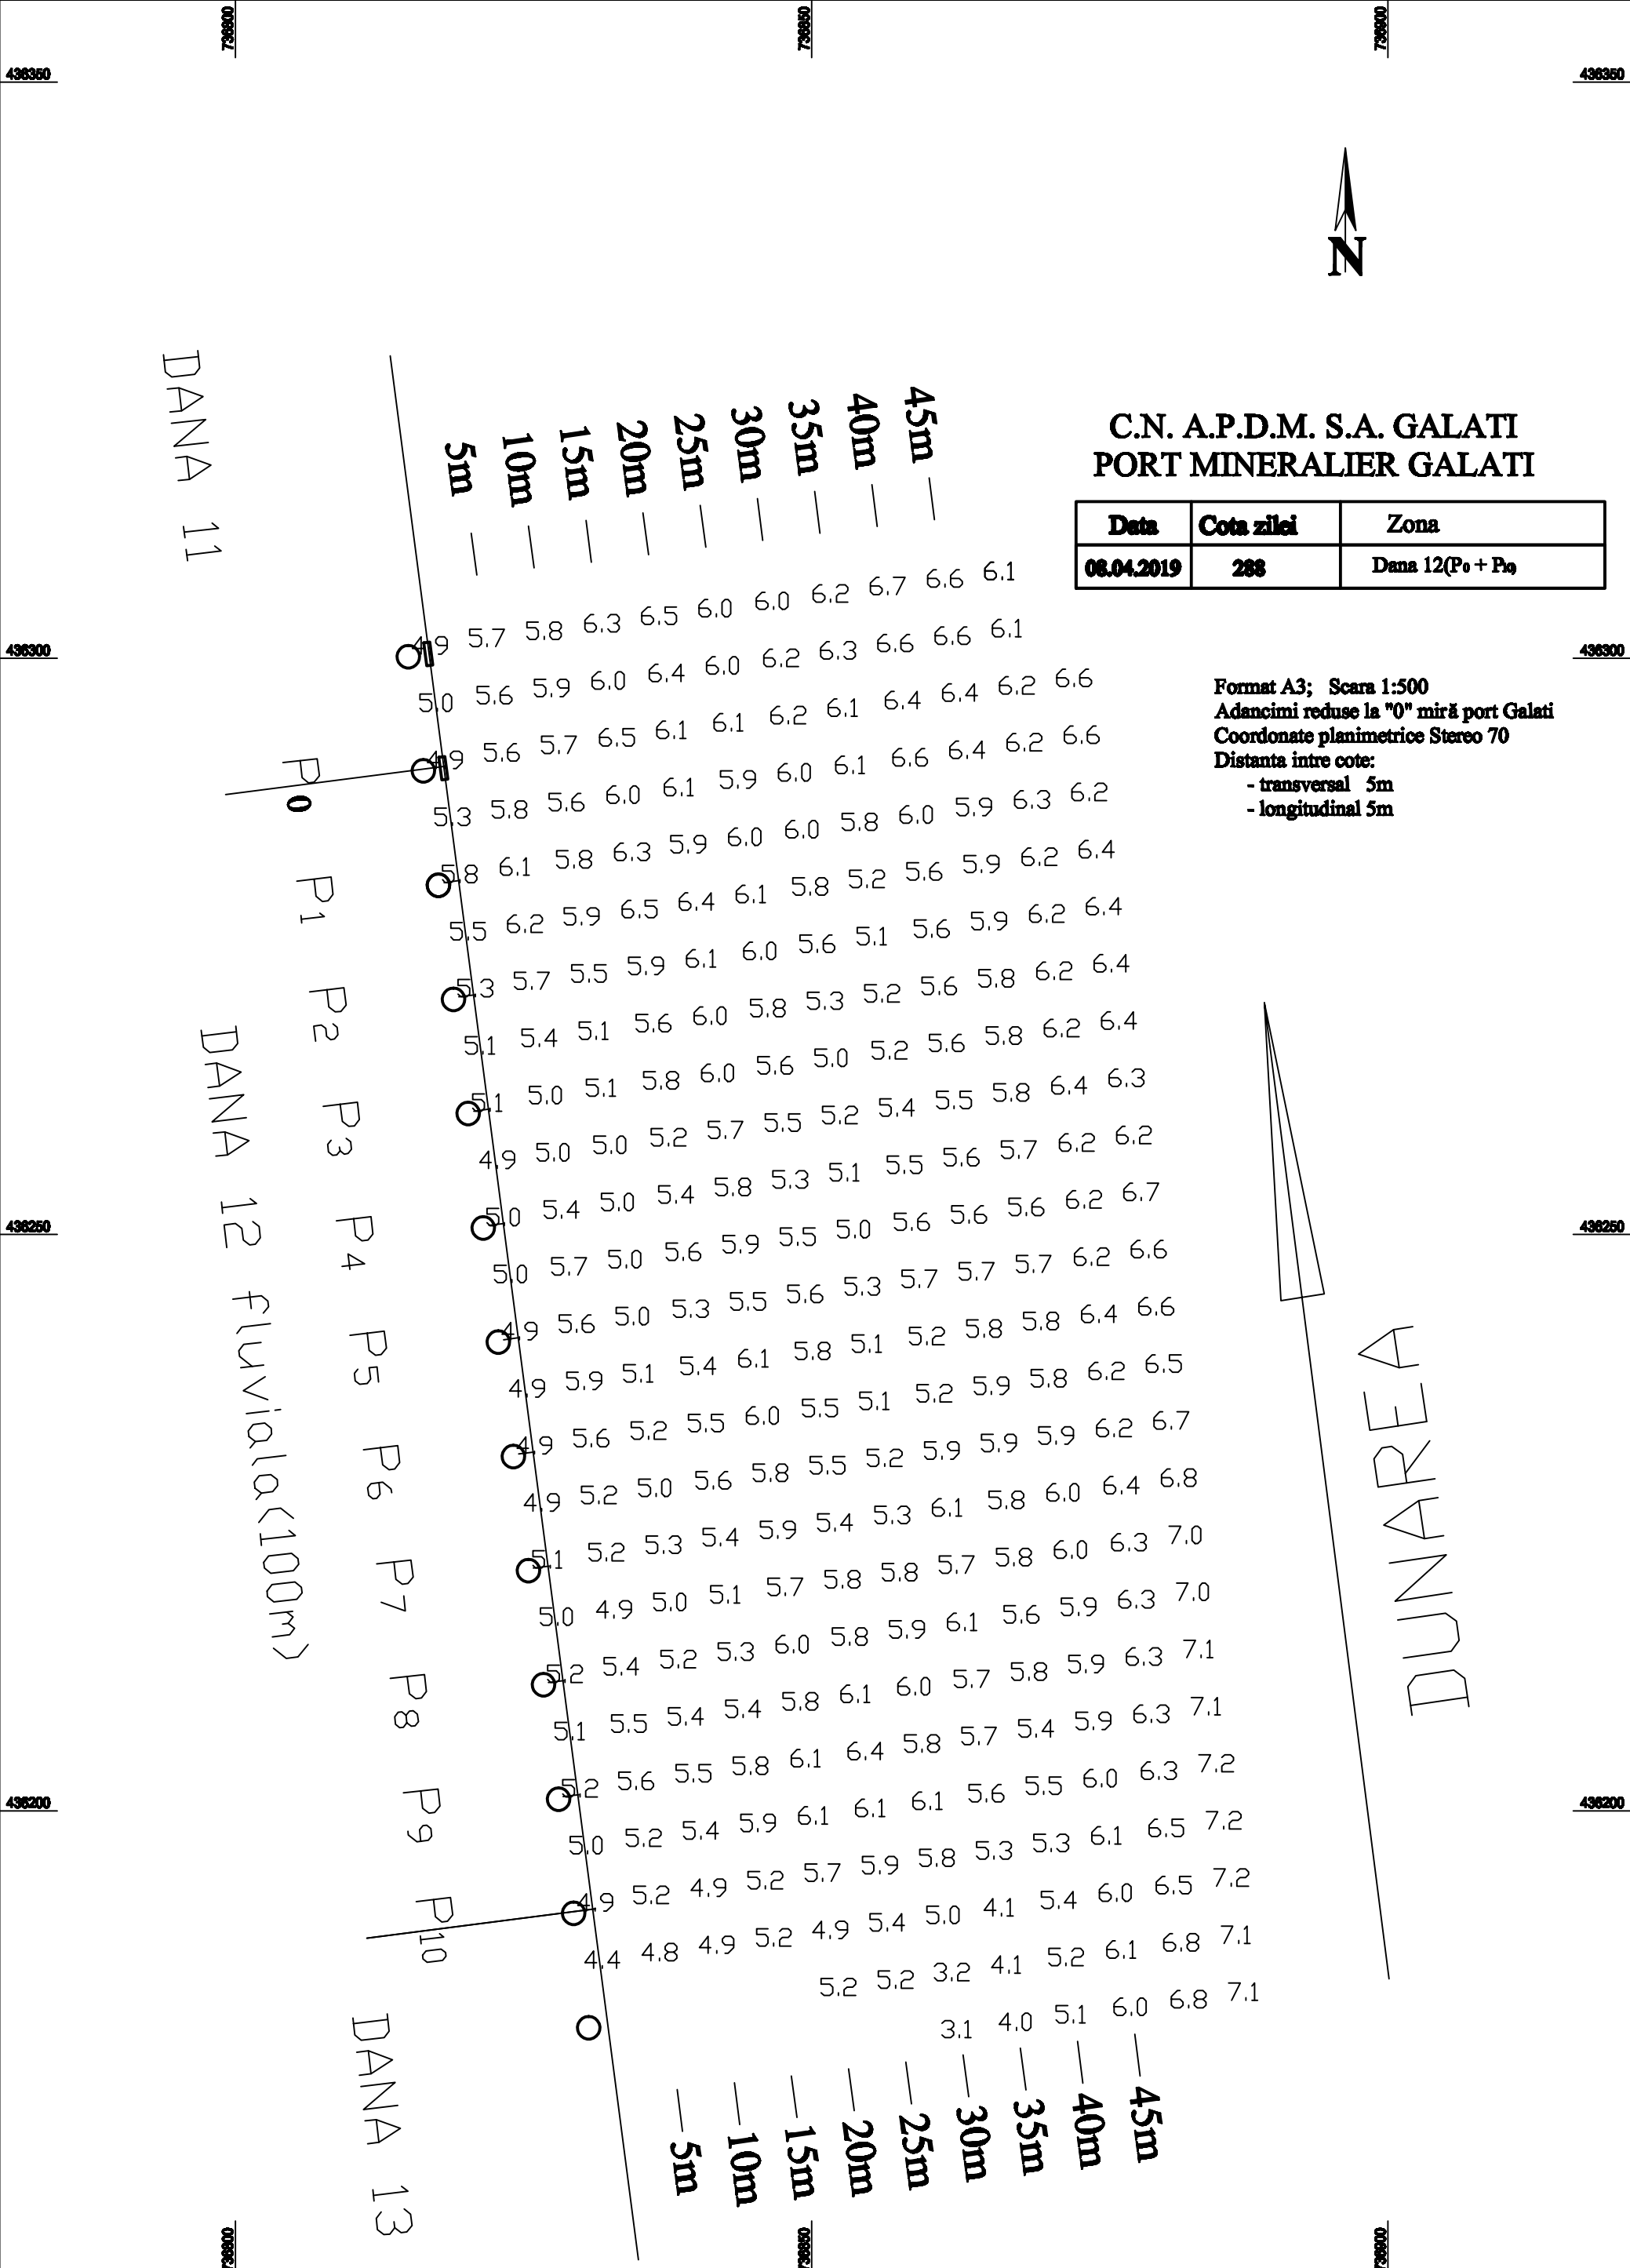 736800 736850 736900
436350 436350
N
DANA 11
5m 10m 15m 20m 25m 30m 35m 40m 45m
C.N. A.P.D.M. S.A. GALATI
PORT MINERALIER GALATI
Data Cota zilei Zona
08.04.2019 288 Dana 12(P0 + P10)
436300 436300
Format A3; Scara 1:500
Adancimi reduse la "0" miră port Galati
Coordonate planimetrice Stereo 70
Distanta intre cote:
- transversal 5m
- longitudinal 5m
4.9 5.7 5.8 6.3 6.5 6.0 6.0 6.2 6.7 6.6 6.1
5.0 5.6 5.9 6.0 6.4 6.0 6.2 6.3 6.6 6.6 6.1
4.9 5.6 5.7 6.5 6.1 6.1 6.2 6.1 6.4 6.4 6.2 6.6
5.3 5.8 5.6 6.0 6.1 5.9 6.0 6.1 6.6 6.4 6.2 6.6
5.8 6.1 5.8 6.3 5.9 6.0 6.0 5.8 6.0 5.9 6.3 6.2
5.5 6.2 5.9 6.5 6.4 6.1 5.8 5.2 5.6 5.9 6.2 6.4
5.3 5.7 5.5 5.9 6.1 6.0 5.6 5.1 5.6 5.9 6.2 6.4
5.1 5.4 5.1 5.6 6.0 5.8 5.3 5.2 5.6 5.8 6.2 6.4
5.1 5.0 5.1 5.8 6.0 5.6 5.0 5.2 5.6 5.8 6.2 6.4
4.9 5.0 5.0 5.2 5.7 5.5 5.2 5.4 5.5 5.8 6.4 6.3
5.0 5.4 5.0 5.4 5.8 5.3 5.1 5.5 5.6 5.7 6.2 6.2
5.0 5.7 5.0 5.6 5.9 5.5 5.0 5.6 5.6 5.6 6.2 6.7
4.9 5.6 5.0 5.3 5.5 5.6 5.3 5.7 5.7 5.7 6.2 6.6
4.9 5.9 5.1 5.4 6.1 5.8 5.1 5.2 5.8 5.8 6.4 6.6
4.9 5.6 5.2 5.5 6.0 5.5 5.1 5.2 5.9 5.8 6.2 6.5
4.9 5.2 5.0 5.6 5.8 5.5 5.2 5.9 5.9 5.9 6.2 6.7
5.1 5.2 5.3 5.4 5.9 5.4 5.3 6.1 5.8 6.0 6.4 6.8
5.0 4.9 5.0 5.1 5.7 5.8 5.8 5.7 5.8 6.0 6.3 7.0
5.2 5.4 5.2 5.3 6.0 5.8 5.9 6.1 5.6 5.9 6.3 7.0
5.1 5.5 5.4 5.4 5.8 6.1 6.0 5.7 5.8 5.9 6.3 7.1
5.2 5.6 5.5 5.8 6.1 6.4 5.8 5.7 5.4 5.9 6.3 7.1
5.0 5.2 5.4 5.9 6.1 6.1 6.1 5.6 5.5 6.0 6.3 7.2
4.9 5.2 4.9 5.2 5.7 5.9 5.8 5.3 5.3 6.1 6.5 7.2
4.4 4.8 4.9 5.2 4.9 5.4 5.0 4.1 5.4 6.0 6.5 7.2
5.2 5.2 3.2 4.1 5.2 6.1 6.8 7.1
3.1 4.0 5.1 6.0 6.8 7.1
P0
P1
P2
P3
P4
P5
P6
P7
P8
P9
P10
DANA 12 fluviala(100m)
436250 436250
DUNAREA
436200 436200
DANA 13
5m 10m 15m 20m 25m 30m 35m 40m 45m
736800 736850 736900